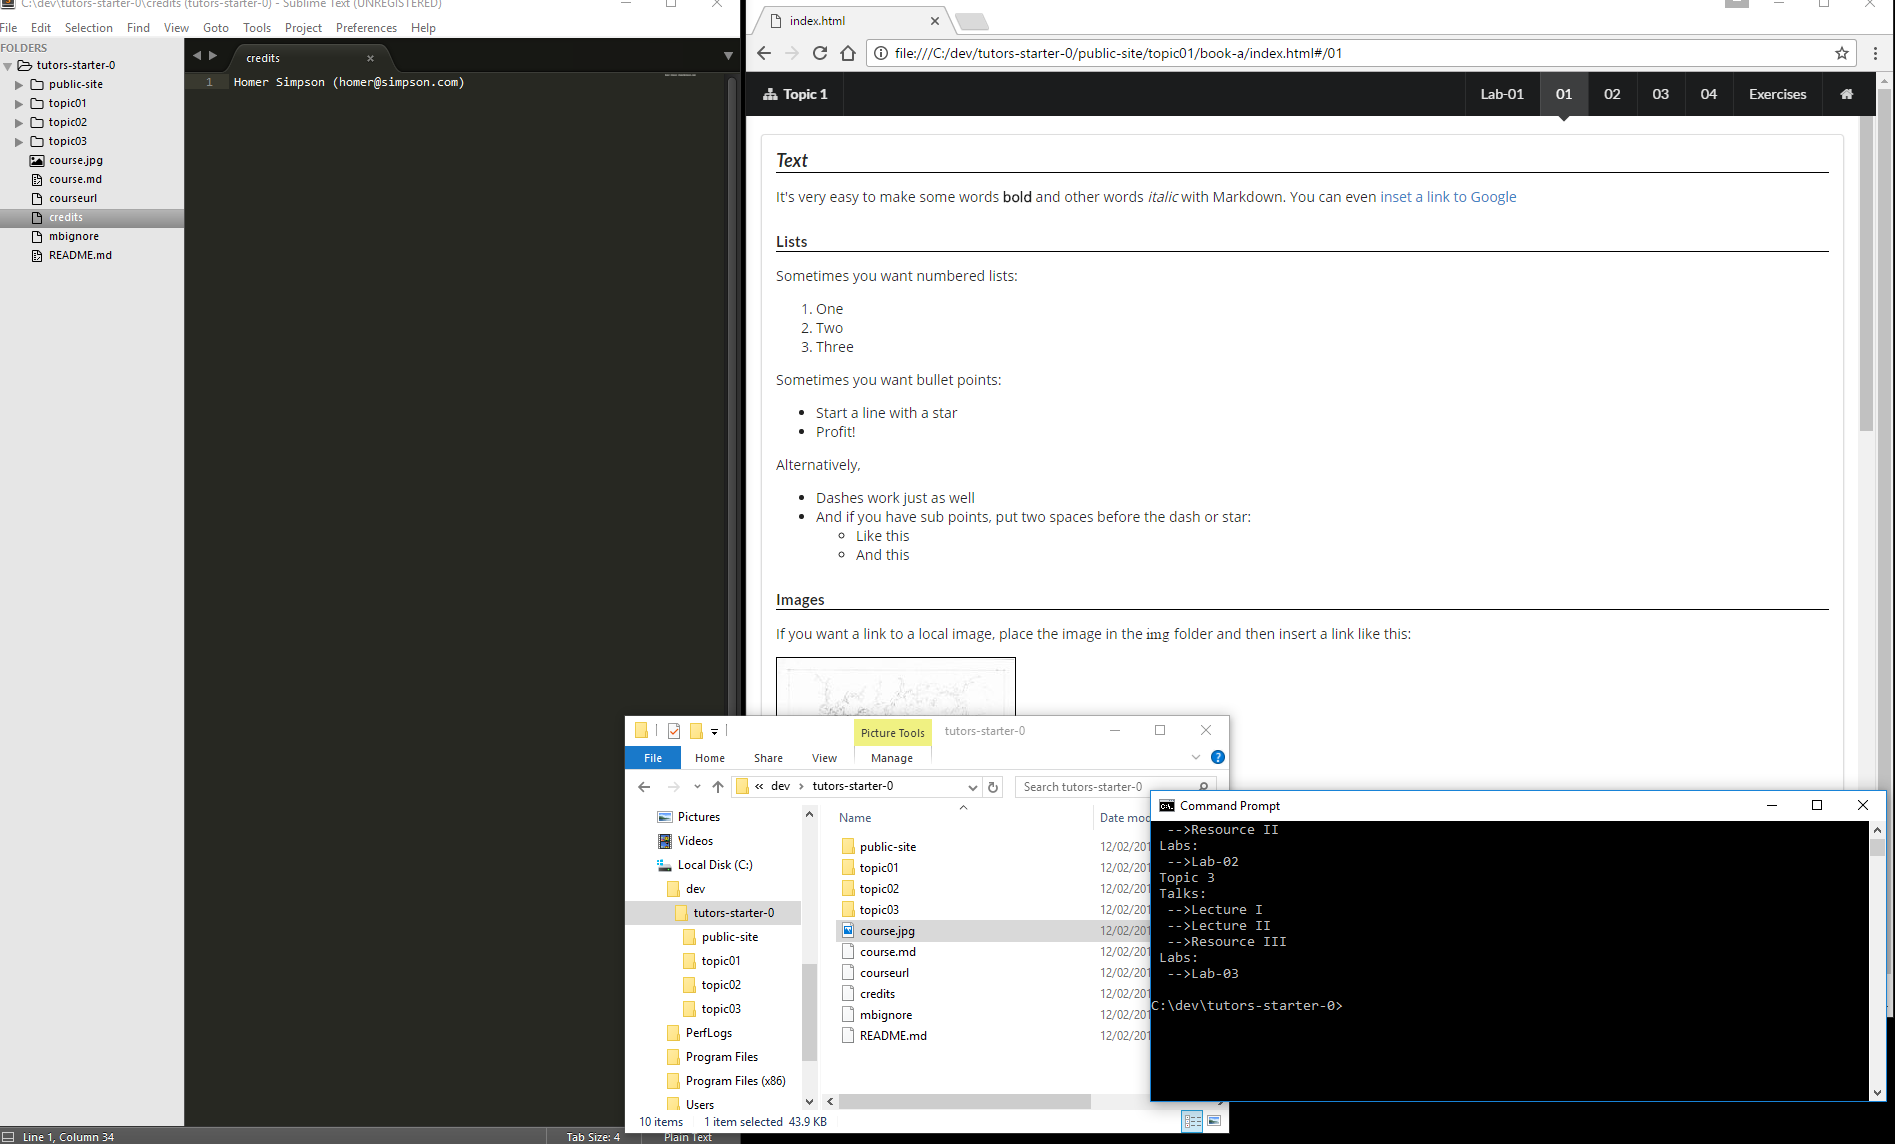 C:\dev\tutors-starter-0\credits (tutors-starter-0) - Sublime Text (UNREGISTERED)
File Edit Selection Find View Goto Tools Project Preferences Help
FOLDERS
tutors-starter-0
public-site
topic01
topic02
topic03
course.jpg
course.md
courseurl
credits
mbignore
README.md
credits
1 Homer Simpson (homer@simpson.com)
Line 1, Column 34
Tab Size: 4
Plain Text
index.html
file:///C:/dev/tutors-starter-0/public-site/topic01/book-a/index.html#/01
Topic 1
Lab-01 01 02 03 04 Exercises
Text
It's very easy to make some words bold and other words italic with Markdown. You can even inset a link to Google
Lists
Sometimes you want numbered lists:
1. One
2. Two
3. Three
Sometimes you want bullet points:
• Start a line with a star
• Profit!
Alternatively,
• Dashes work just as well
• And if you have sub points, put two spaces before the dash or star:
◦ Like this
◦ And this
Images
If you want a link to a local image, place the image in the img folder and then insert a link like this:
Picture Tools
tutors-starter-0
File Home Share View Manage
« dev › tutors-starter-0
Search tutors-starter-0
Pictures
Videos
Local Disk (C:)
dev
tutors-starter-0
public-site
topic01
topic02
topic03
PerfLogs
Program Files
Program Files (x86)
Users
Name Date mod
public-site 12/02/201
topic01 12/02/201
topic02 12/02/201
topic03 12/02/201
course.jpg 12/02/201
course.md 12/02/201
courseurl 12/02/201
credits 12/02/201
mbignore 12/02/201
README.md 12/02/201
10 items 1 item selected 43.9 KB
Command Prompt
-->Resource II
Labs:
-->Lab-02
Topic 3
Talks:
-->Lecture I
-->Lecture II
-->Resource III
Labs:
-->Lab-03
C:\dev\tutors-starter-0>